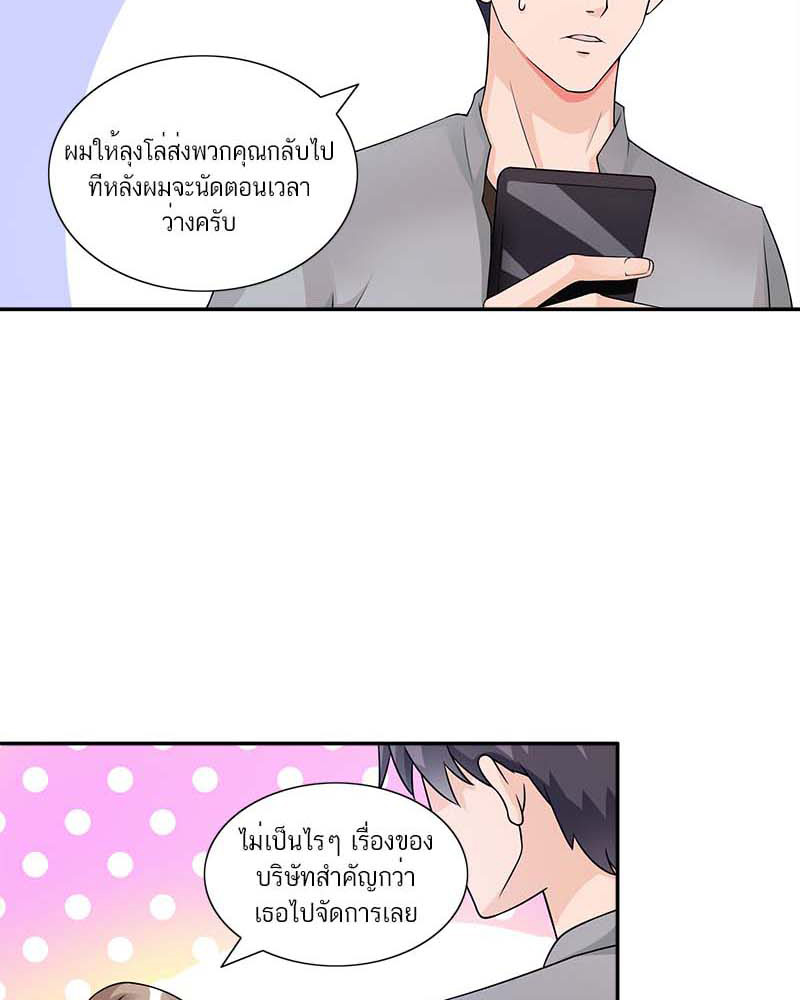 ผมให้ลุงโล่ส่งพวกคุณกลับไป
ทีหลังผมจะนัดตอนเวลา
ว่างครับ
ไม่เป็นไรๆ เรื่องของ
บริษัทสำคัญกว่า
เธอไปจัดการเลย